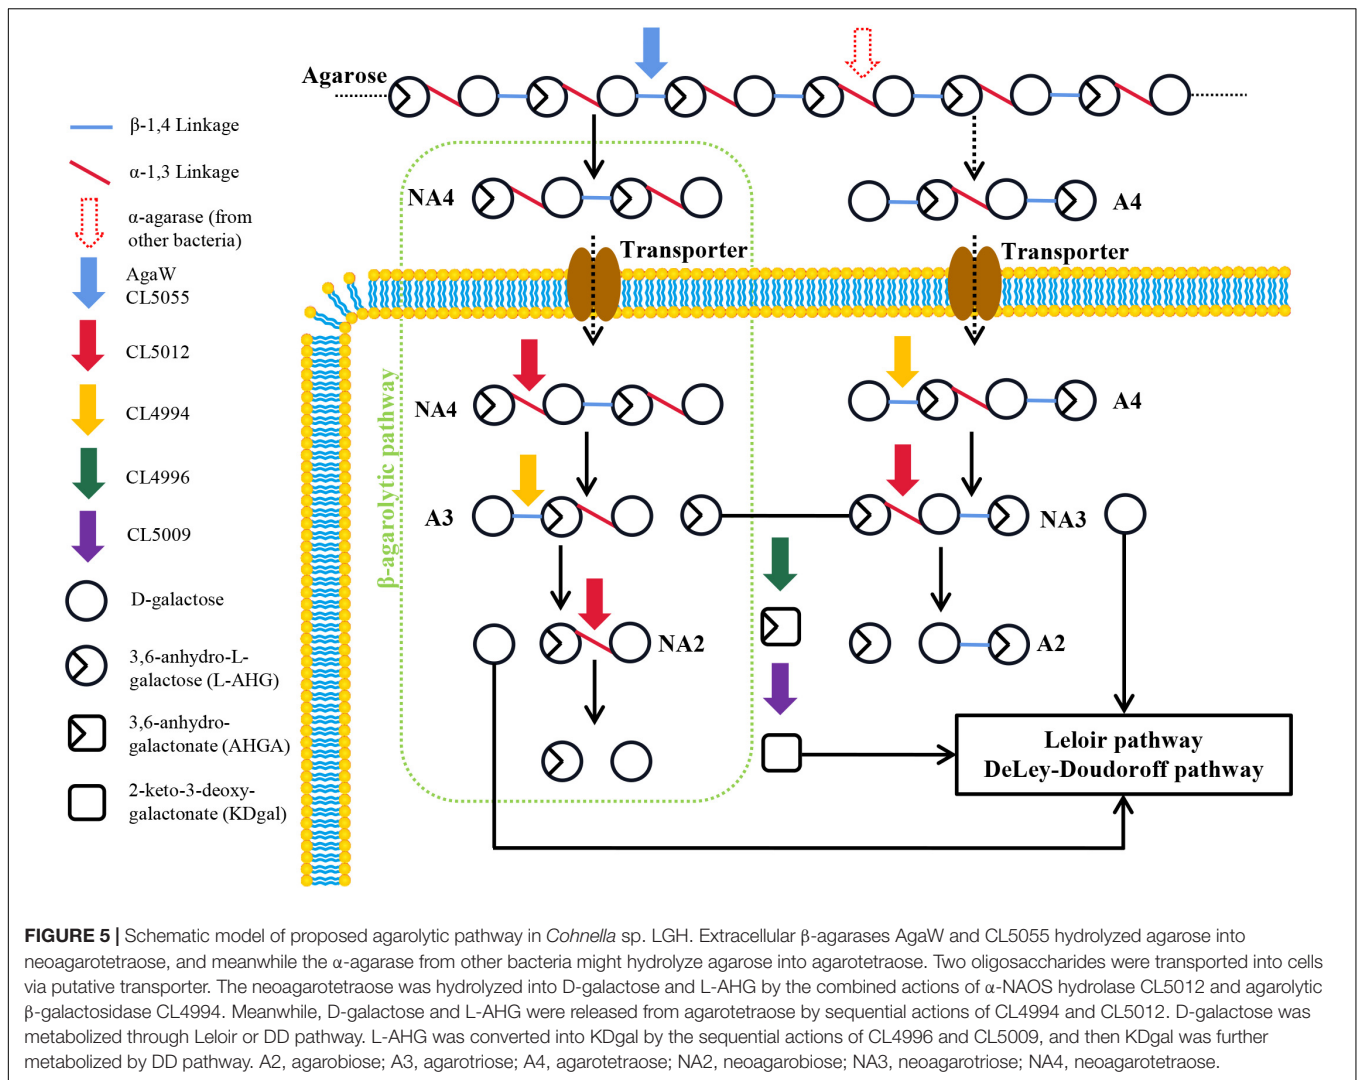 Agarose
β-1,4 Linkage
α-1,3 Linkage
α-agarase (from
other bacteria)
AgaW
CL5055
CL5012
CL4994
CL4996
CL5009
D-galactose
3,6-anhydro-L-
galactose (L-AHG)
3,6-anhydro-
galactonate (AHGA)
2-keto-3-deoxy-
galactonate (KDgal)
NA4
A4
Transporter
Transporter
β-agarolytic pathway
NA4
A4
A3
NA3
NA2
A2
Leloir pathway
DeLey-Doudoroff pathway
FIGURE 5 | Schematic model of proposed agarolytic pathway in Cohnella sp. LGH. Extracellular β-agarases AgaW and CL5055 hydrolyzed agarose into
neoagarotetraose, and meanwhile the α-agarase from other bacteria might hydrolyze agarose into agarotetraose. Two oligosaccharides were transported into cells
via putative transporter. The neoagarotetraose was hydrolyzed into D-galactose and L-AHG by the combined actions of α-NAOS hydrolase CL5012 and agarolytic
β-galactosidase CL4994. Meanwhile, D-galactose and L-AHG were released from agarotetraose by sequential actions of CL4994 and CL5012. D-galactose was
metabolized through Leloir or DD pathway. L-AHG was converted into KDgal by the sequential actions of CL4996 and CL5009, and then KDgal was further
metabolized by DD pathway. A2, agarobiose; A3, agarotriose; A4, agarotetraose; NA2, neoagarobiose; NA3, neoagarotriose; NA4, neoagarotetraose.